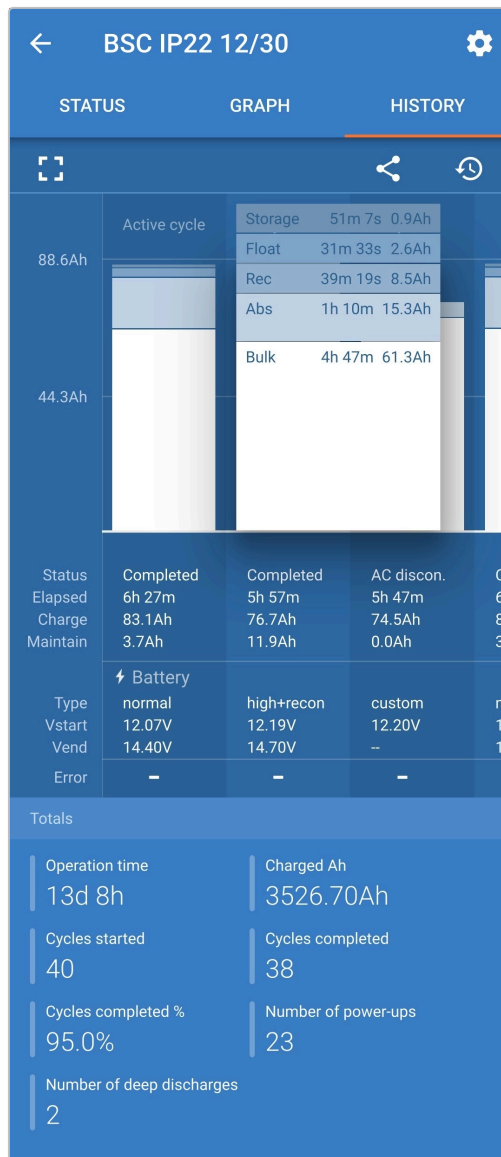 BSC IP22 12/30
STATUS GRAPH HISTORY
Active cycle
88.6Ah
44.3Ah
Storage 51m 7s 0.9Ah
Float 31m 33s 2.6Ah
Rec 39m 19s 8.5Ah
Abs 1h 10m 15.3Ah
Bulk 4h 47m 61.3Ah
Status Completed Completed AC discon.
Elapsed 6h 27m 5h 57m 5h 47m
Charge 83.1Ah 76.7Ah 74.5Ah
Maintain 3.7Ah 11.9Ah 0.0Ah
Battery
Type normal high+recon custom
Vstart 12.07V 12.19V 12.20V
Vend 14.40V 14.70V --
Error – – –
Totals
Operation time Charged Ah
13d 8h 3526.70Ah
Cycles started Cycles completed
40 38
Cycles completed % Number of power-ups
95.0% 23
Number of deep discharges
2